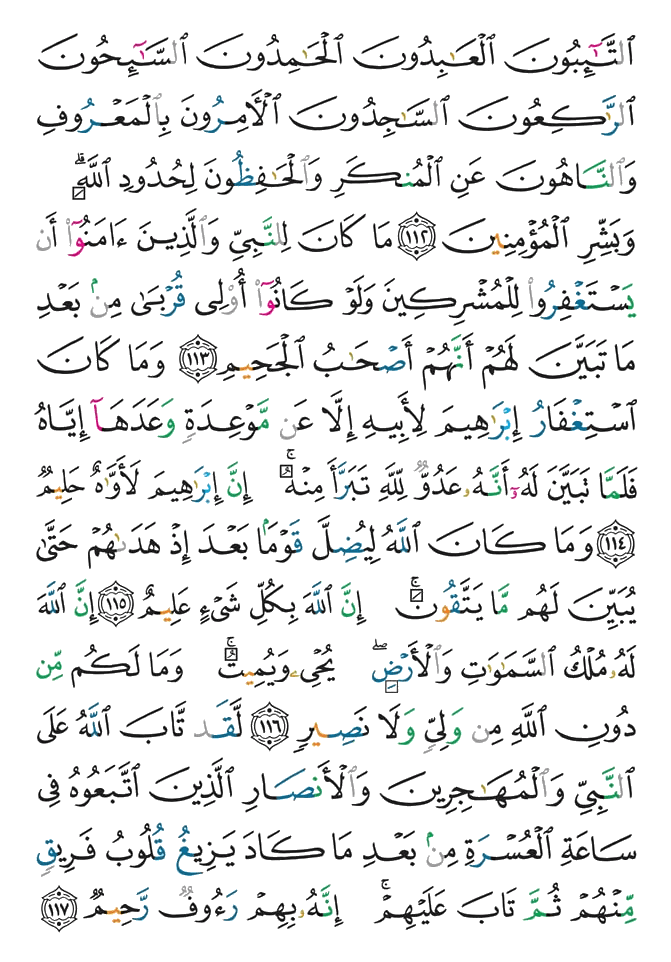 ٱلتَّـٰٓئِبُونَ ٱلْعَـٰبِدُونَ ٱلْحَـٰمِدُونَ ٱلسَّـٰٓئِحُونَ
ٱلرَّٰكِعُونَ ٱلسَّـٰجِدُونَ ٱلْـَٔامِرُونَ بِٱلْمَعْرُوفِ
وَٱلنَّاهُونَ عَنِ ٱلْمُنكَرِ وَٱلْحَـٰفِظُونَ لِحُدُودِ ٱللَّهِ ۗ
وَبَشِّرِ ٱلْمُؤْمِنِينَ ١١٢ مَا كَانَ لِلنَّبِىِّ وَٱلَّذِينَ ءَامَنُوٓا۟ أَن
يَسْتَغْفِرُوا۟ لِلْمُشْرِكِينَ وَلَوْ كَانُوٓا۟ أُو۟لِى قُرْبَىٰ مِنۢ بَعْدِ
مَا تَبَيَّنَ لَهُمْ أَنَّهُمْ أَصْحَـٰبُ ٱلْجَحِيمِ ١١٣ وَمَا كَانَ
ٱسْتِغْفَارُ إِبْرَٰهِيمَ لِأَبِيهِ إِلَّا عَن مَّوْعِدَةٍ وَعَدَهَآ إِيَّاهُ
فَلَمَّا تَبَيَّنَ لَهُۥٓ أَنَّهُۥ عَدُوٌّ لِّلَّهِ تَبَرَّأَ مِنْهُ ۚ إِنَّ إِبْرَٰهِيمَ لَأَوَّٰهٌ حَلِيمٌ
١١٤ وَمَا كَانَ ٱللَّهُ لِيُضِلَّ قَوْمًۢا بَعْدَ إِذْ هَدَىٰهُمْ حَتَّىٰ
يُبَيِّنَ لَهُم مَّا يَتَّقُونَ ۚ إِنَّ ٱللَّهَ بِكُلِّ شَىْءٍ عَلِيمٌ ١١٥ إِنَّ ٱللَّهَ
لَهُۥ مُلْكُ ٱلسَّمَـٰوَٰتِ وَٱلْأَرْضِ ۖ يُحْىِۦ وَيُمِيتُ ۚ وَمَا لَكُم مِّن
دُونِ ٱللَّهِ مِن وَلِىٍّ وَلَا نَصِيرٍ ١١٦ لَّقَد تَّابَ ٱللَّهُ عَلَى
ٱلنَّبِىِّ وَٱلْمُهَـٰجِرِينَ وَٱلْأَنصَارِ ٱلَّذِينَ ٱتَّبَعُوهُ فِى
سَاعَةِ ٱلْعُسْرَةِ مِنۢ بَعْدِ مَا كَادَ يَزِيغُ قُلُوبُ فَرِيقٍ
مِّنْهُمْ ثُمَّ تَابَ عَلَيْهِمْ ۚ إِنَّهُۥ بِهِمْ رَءُوفٌ رَّحِيمٌ ١١٧